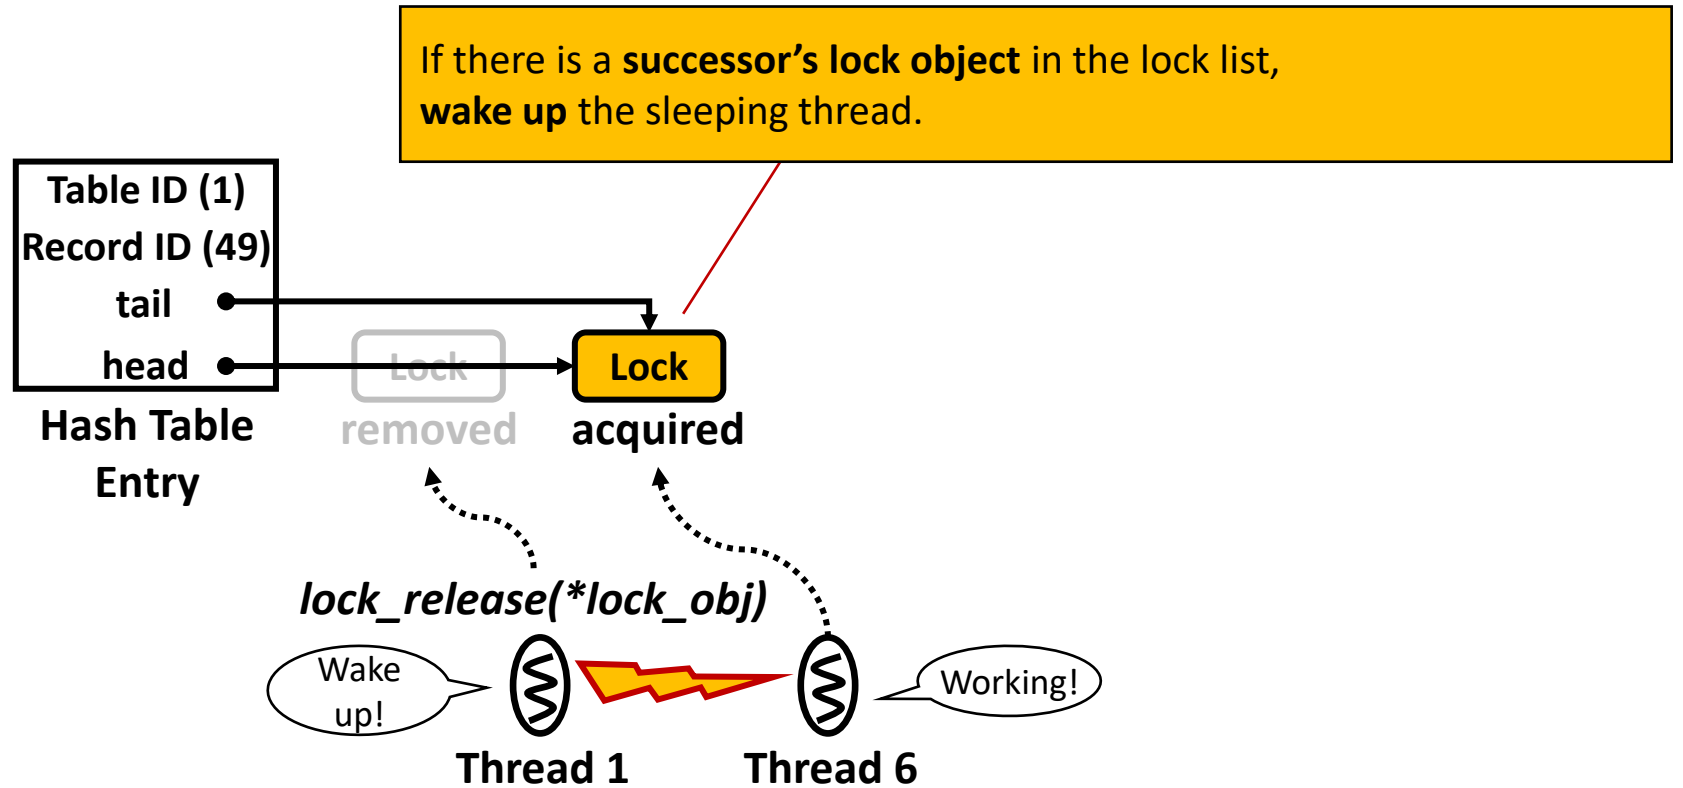 If there is a successor’s lock object in the lock list,
wake up the sleeping thread.
Table ID (1)
Record ID (49)
tail
head
Hash Table
Entry
Lock
removed
Lock
acquired
lock_release(*lock_obj)
Wake
up!
Working!
Thread 1
Thread 6